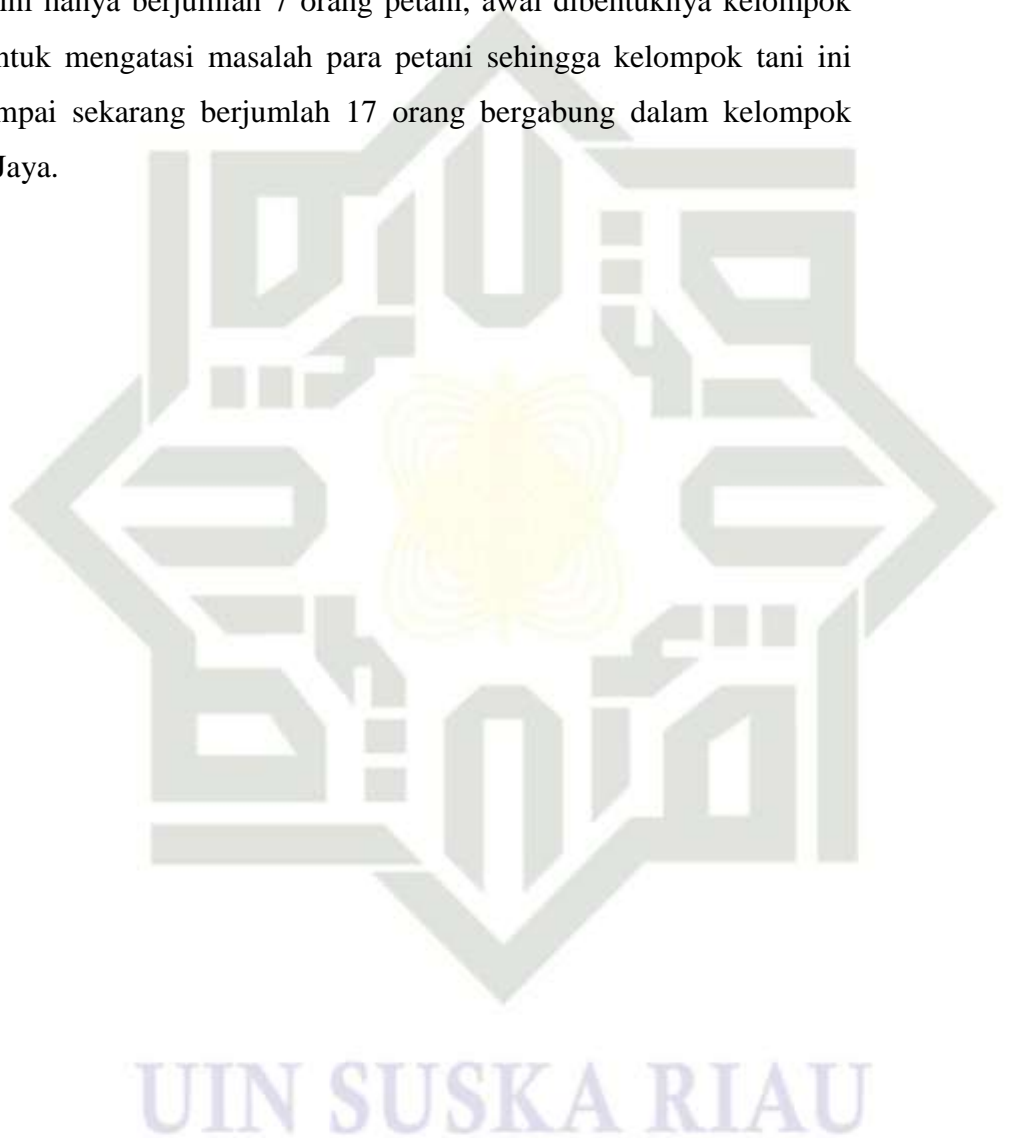 ini hanya berjumlah 7 orang petani, awal dibentuknya kelompok
ntuk mengatasi masalah para petani sehingga kelompok tani ini
mpai sekarang berjumlah 17 orang bergabung dalam kelompok
Jaya.
UIN SUSKA RIAU